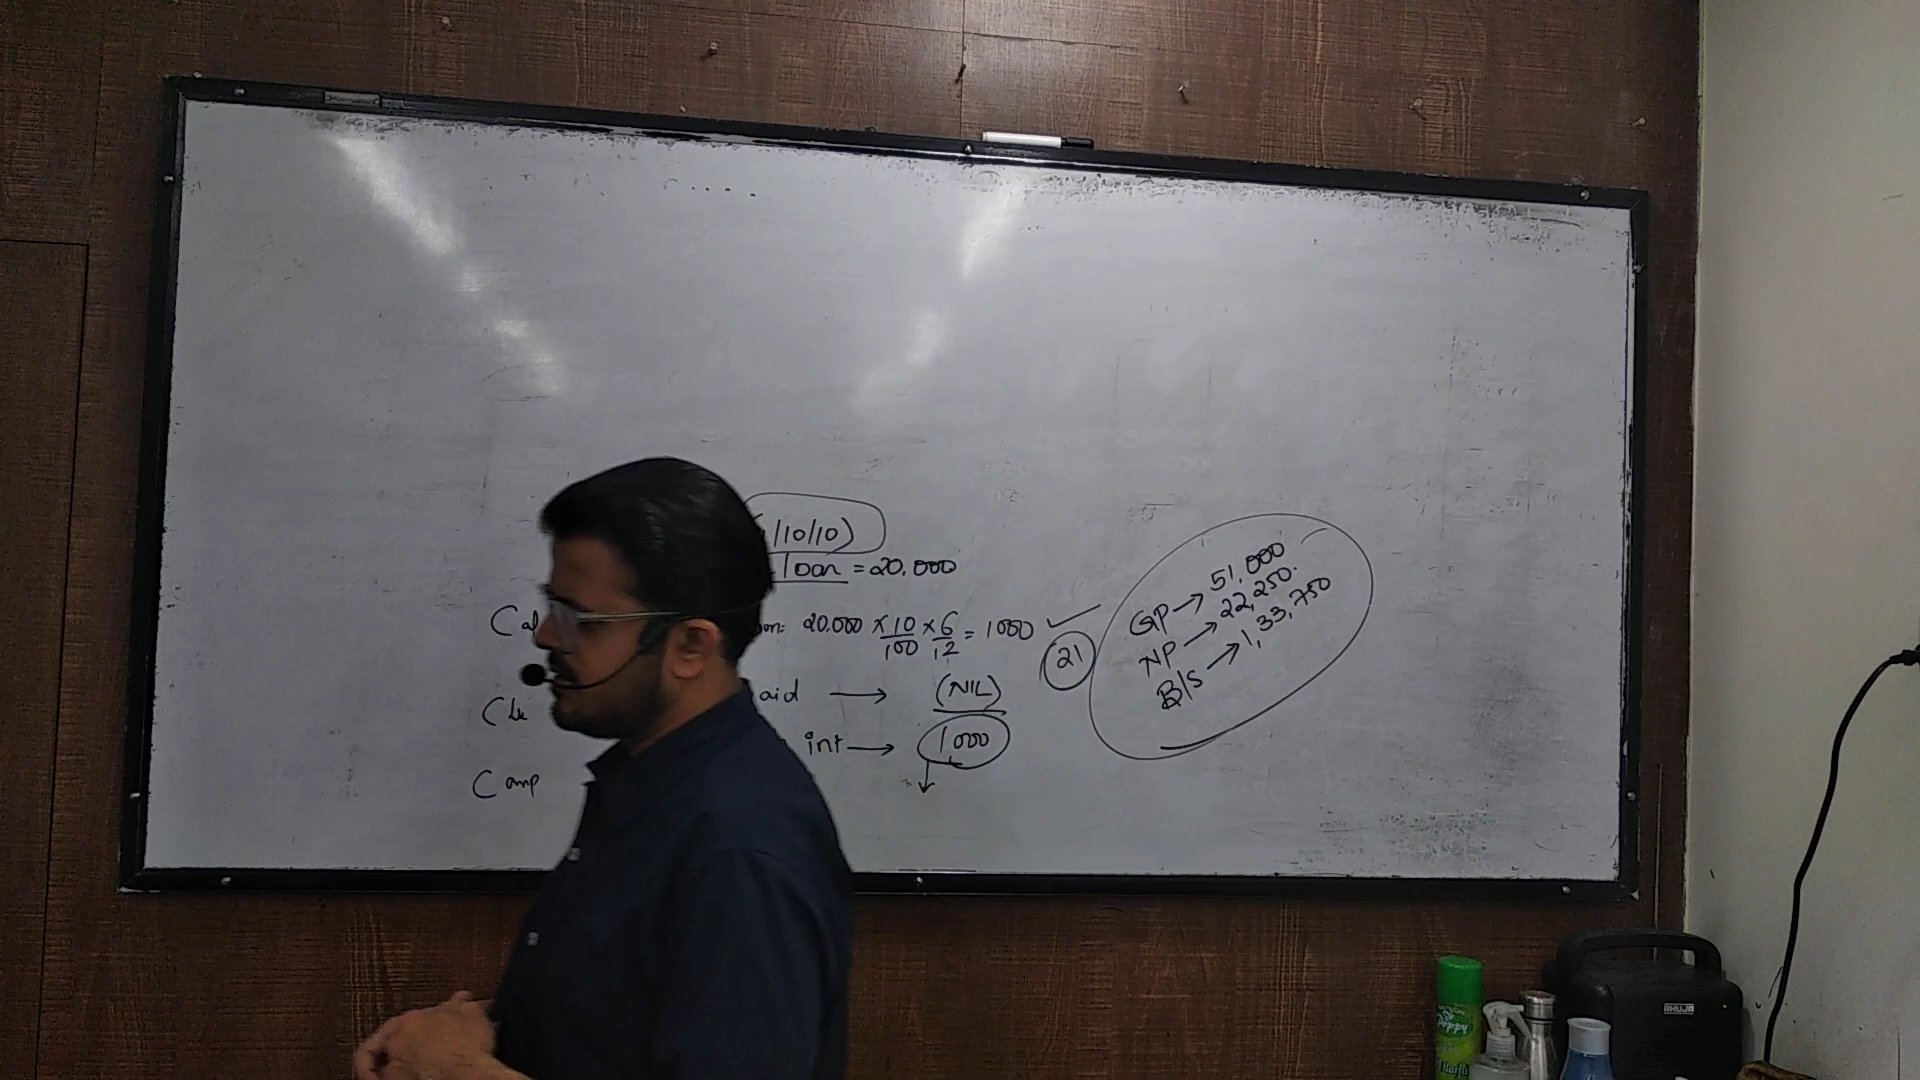 /10/10)
loan = 20,000
Cal
20,000 × 10/100 × 6/12 = 1000 ✓
aid → (NIL)
int → 1000
↓
Comp
21
GP → 51,000
NP → 22,250.
B/S → 1,33,750
AHUJA